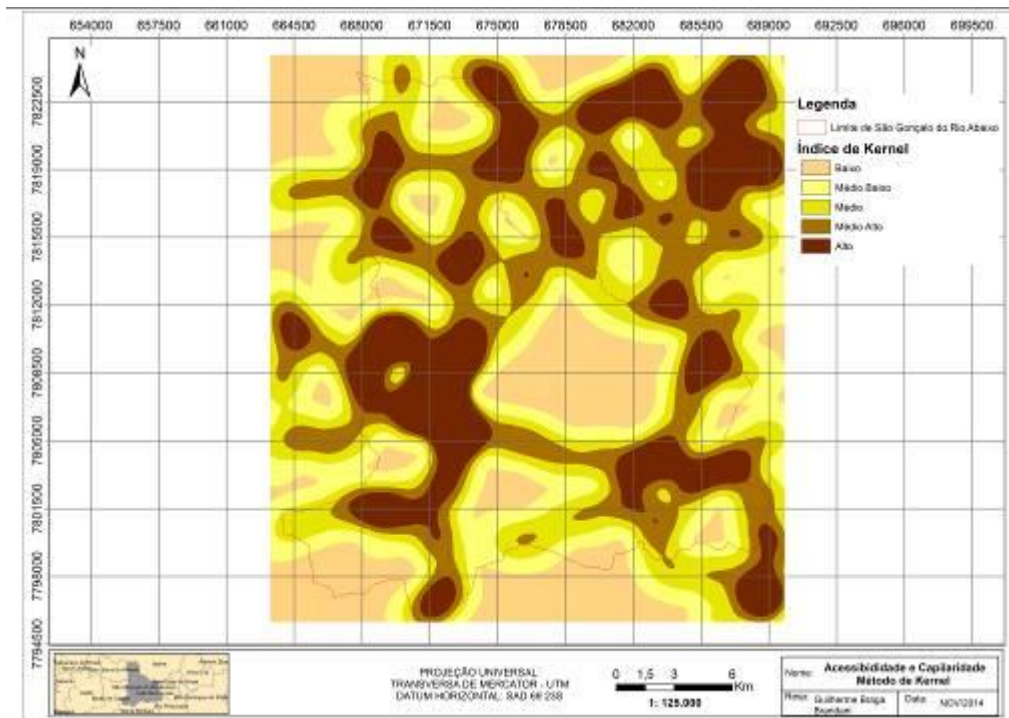 654000 657500 661000 664500 668000 671500 675000 678500 682000 685500 689000 692500 696000 699500
N
7822500
7819000
7815500
7812000
7808500
7805000
7801500
7798000
7794500
Legenda
Limite de São Gonçalo do Rio Abaixo
Índice de Kernel
Baixo
Médio Baixo
Médio
Médio Alto
Alto
PROJEÇÃO UNIVERSAL
TRANSVERSA DE MERCATOR - UTM
DATUM HORIZONTAL: SAD 69 23S
0 1,5 3 6
Km
1: 125.000
Nome: Acessibididade e Capilaridade
Método de Kernel
Guilherme Braga
Data: NOV/2014